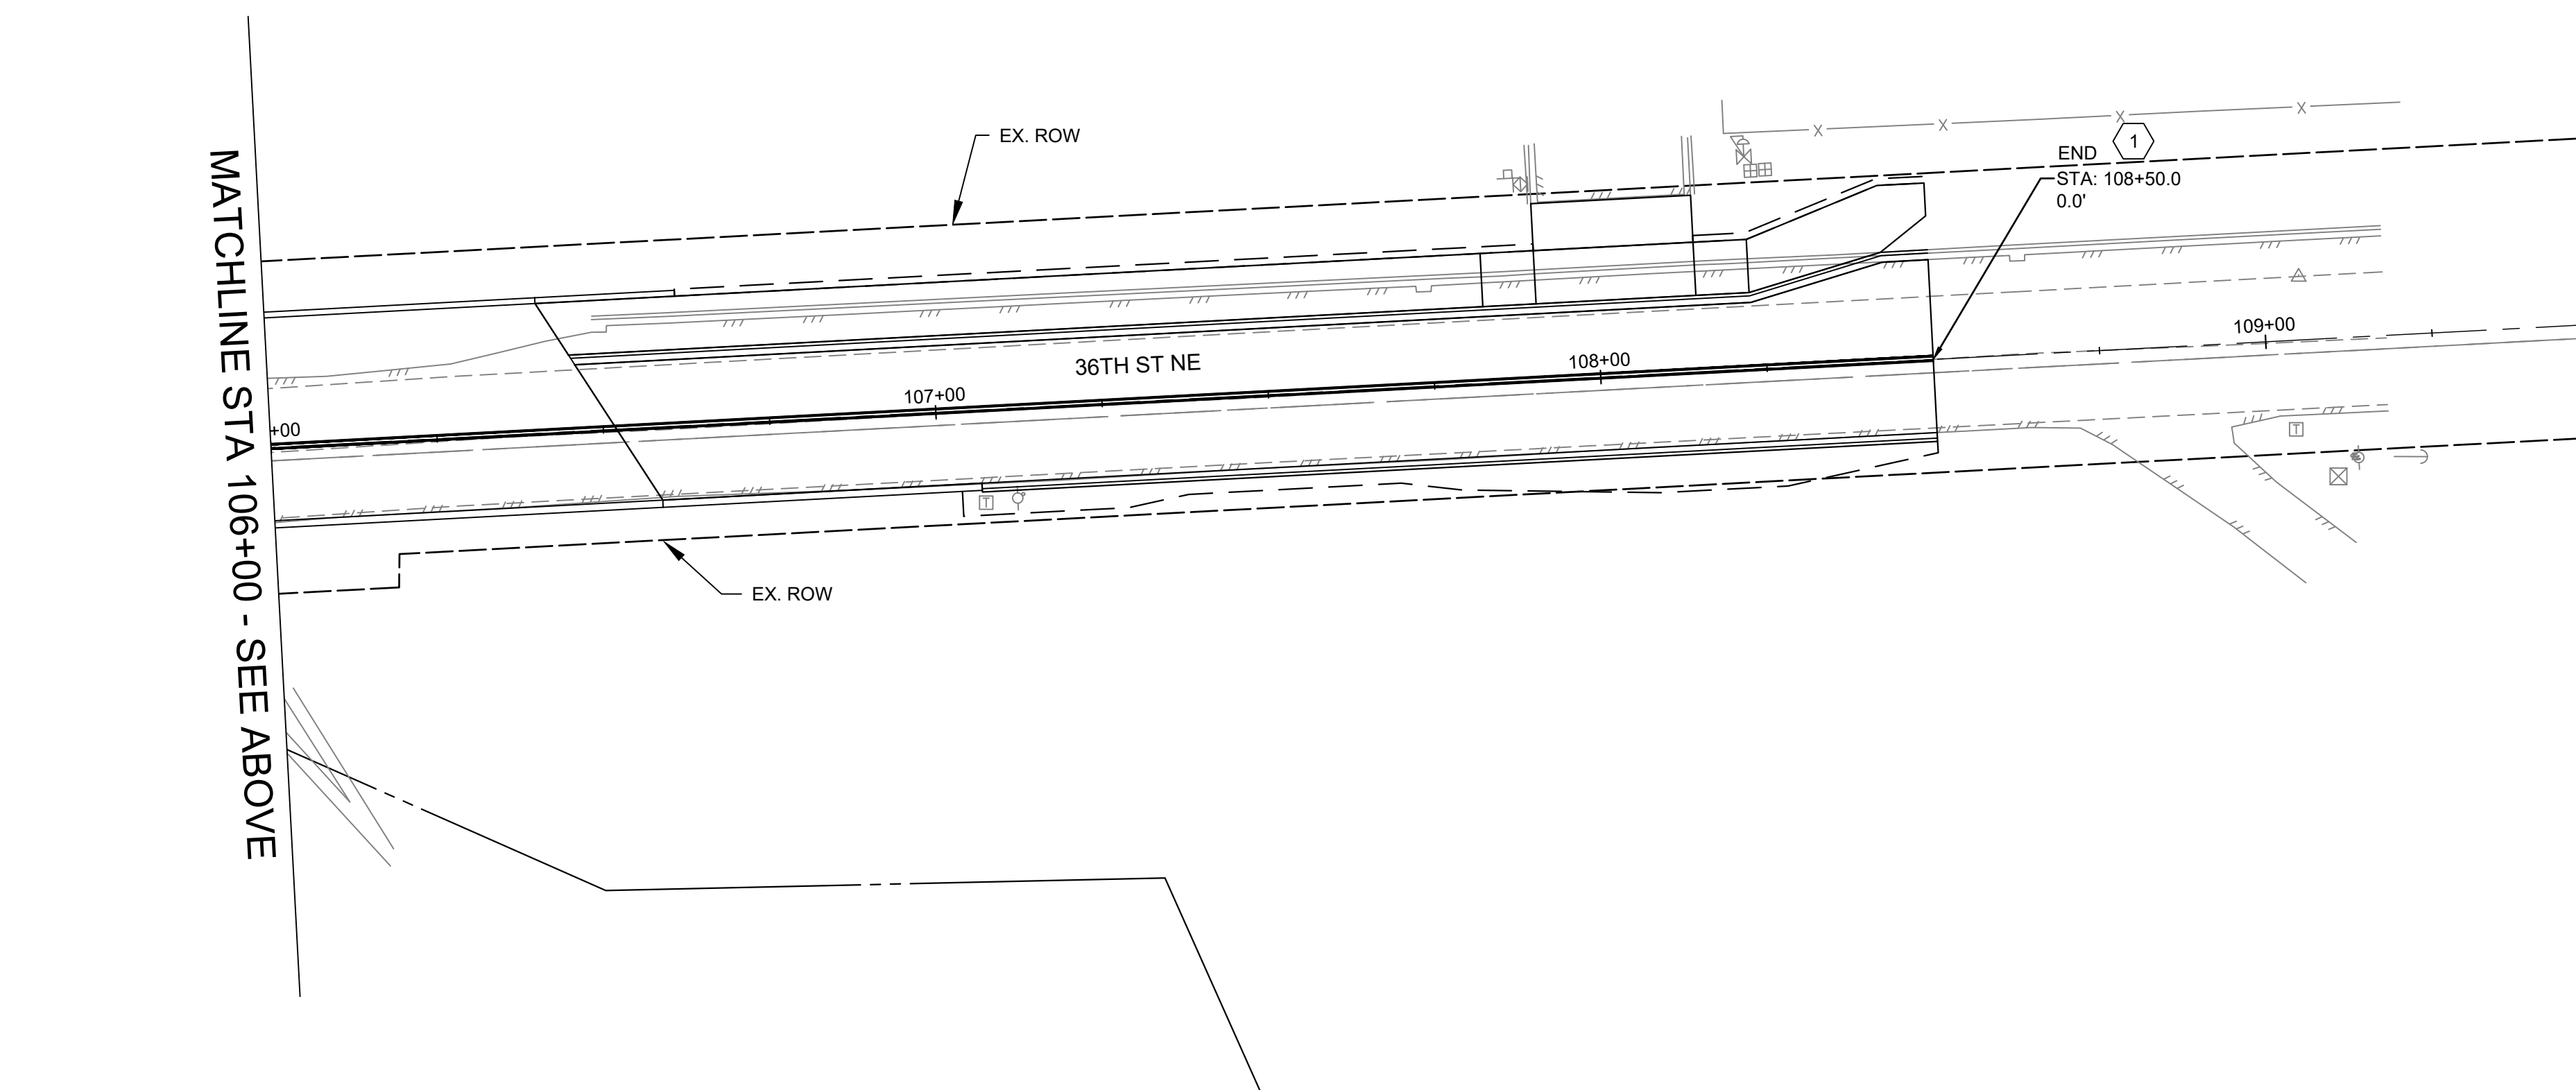 MATCHLINE STA 106+00 - SEE ABOVE
EX. ROW
1
END
STA: 108+50.0
0.0'
109+00
108+00
36TH ST NE
107+00
+00
T
T
EX. ROW
X X X X